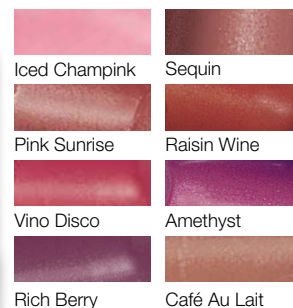 Iced Champink Sequin
Pink Sunrise Raisin Wine
Vino Disco Amethyst
Rich Berry Café Au Lait